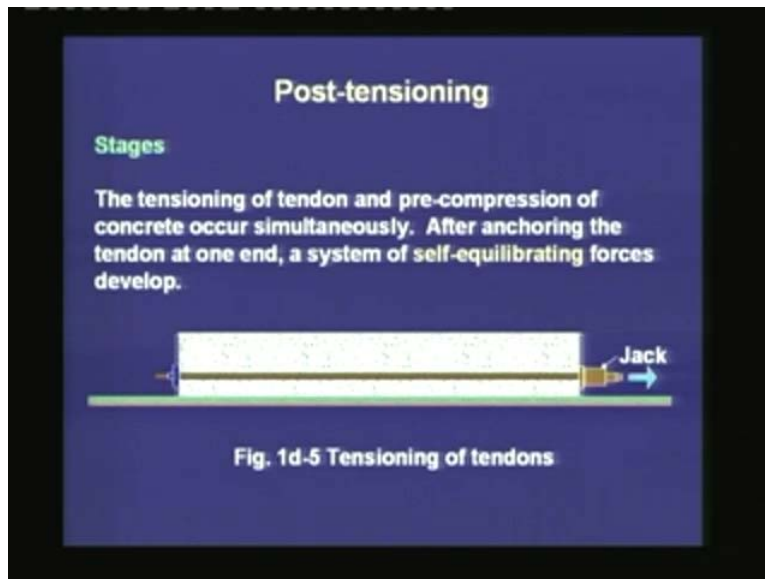 Post-tensioning
Stages
The tensioning of tendon and pre-compression of
concrete occur simultaneously. After anchoring the
tendon at one end, a system of self-equilibrating forces
develop.
Jack
Fig. 1d-5 Tensioning of tendons